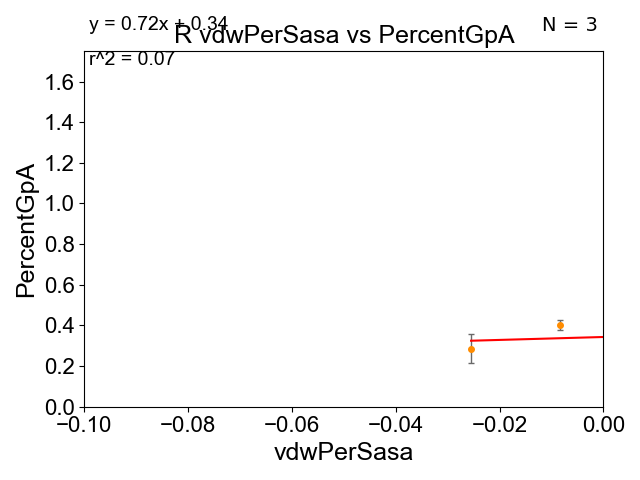 y = 0.72x + 0.34
N = 3
R vdwPerSasa vs PercentGpA
r^2 = 0.07
1.6
1.4
1.2
1.0
0.8
0.6
0.4
0.2
0.0
PercentGpA
−0.10 −0.08 −0.06 −0.04 −0.02 0.00
vdwPerSasa